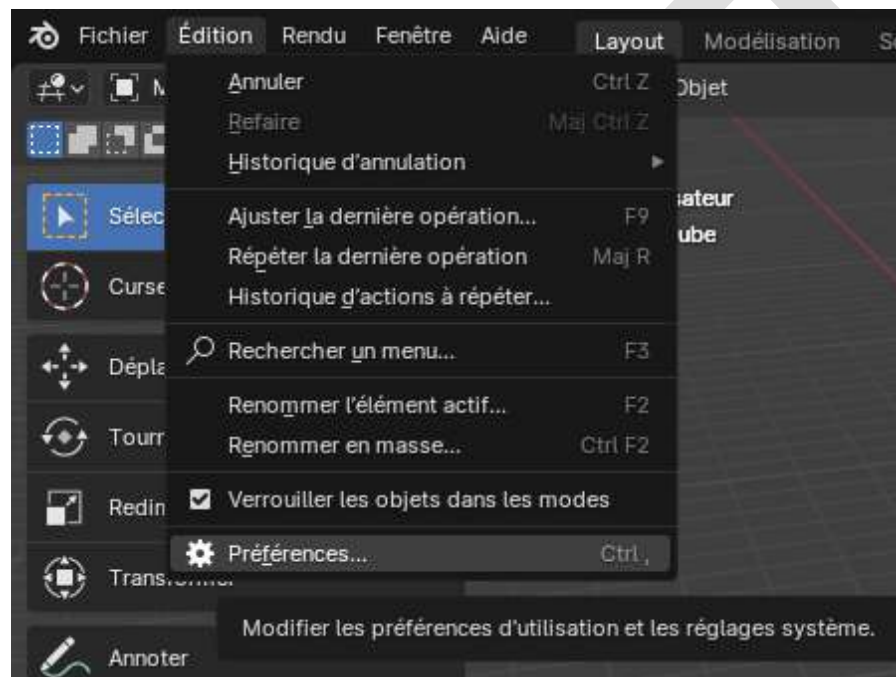 Fichier Édition Rendu Fenêtre Aide Layout Modélisation
Objet
Annuler Ctrl Z
Refaire Maj Ctrl Z
Historique d'annulation
Ajuster la dernière opération... F9
Répéter la dernière opération Maj R
Historique d'actions à répéter...
Rechercher un menu... F3
Renommer l'élément actif... F2
Renommer en masse... Ctrl F2
Verrouiller les objets dans les modes
Préférences... Ctrl ,
Modifier les préférences d'utilisation et les réglages système.
Sélec
Curse
Dépla
Tourr
Redin
Transformer
Annoter
sateur
ube